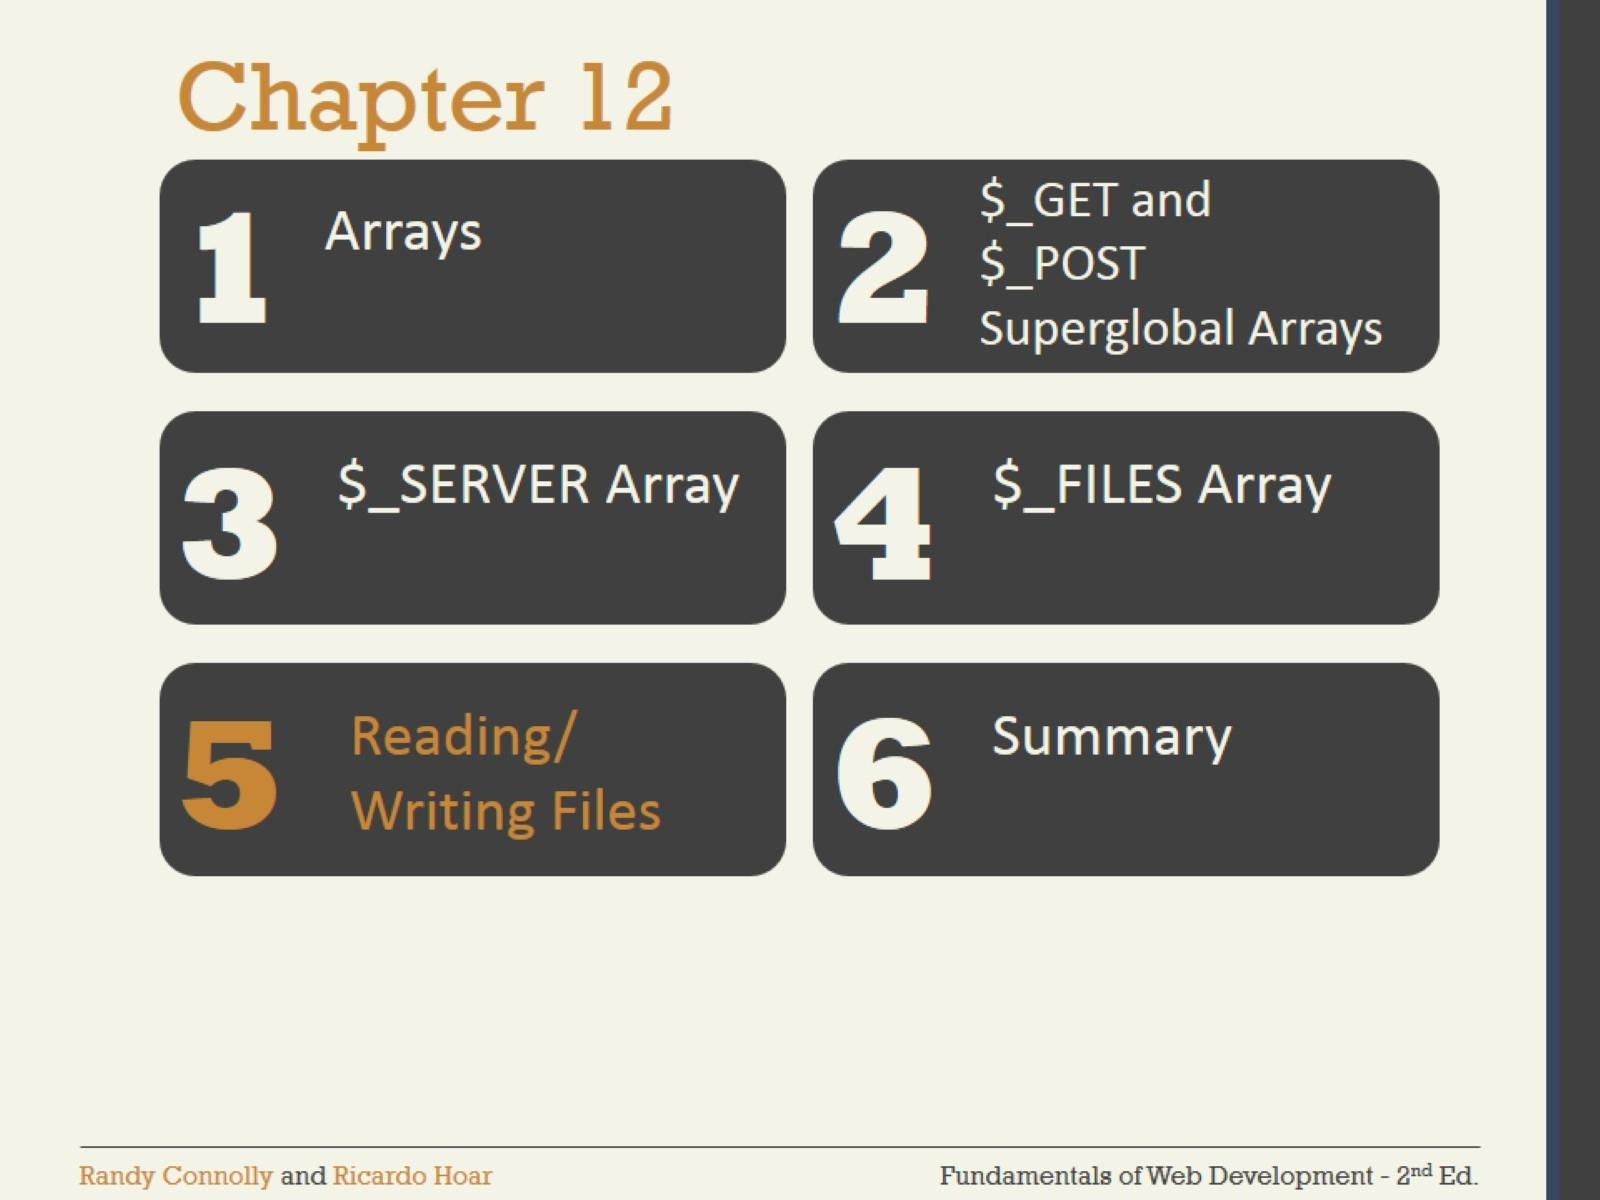 Chapter 12
1
Arrays
2
$_GET and
$_POST
Superglobal Arrays
3
$_SERVER Array
4
$_FILES Array
5
Reading/
Writing Files
6
Summary
Randy Connolly and Ricardo Hoar
Fundamentals of Web Development - 2nd Ed.